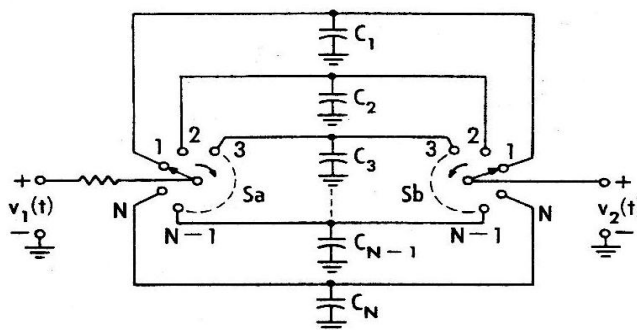 C1
C2
1 2 3 3 2 1
C3
+ Sa Sb +
v1(t) N N v2(t)
− N−1 N−1 −
CN−1
CN